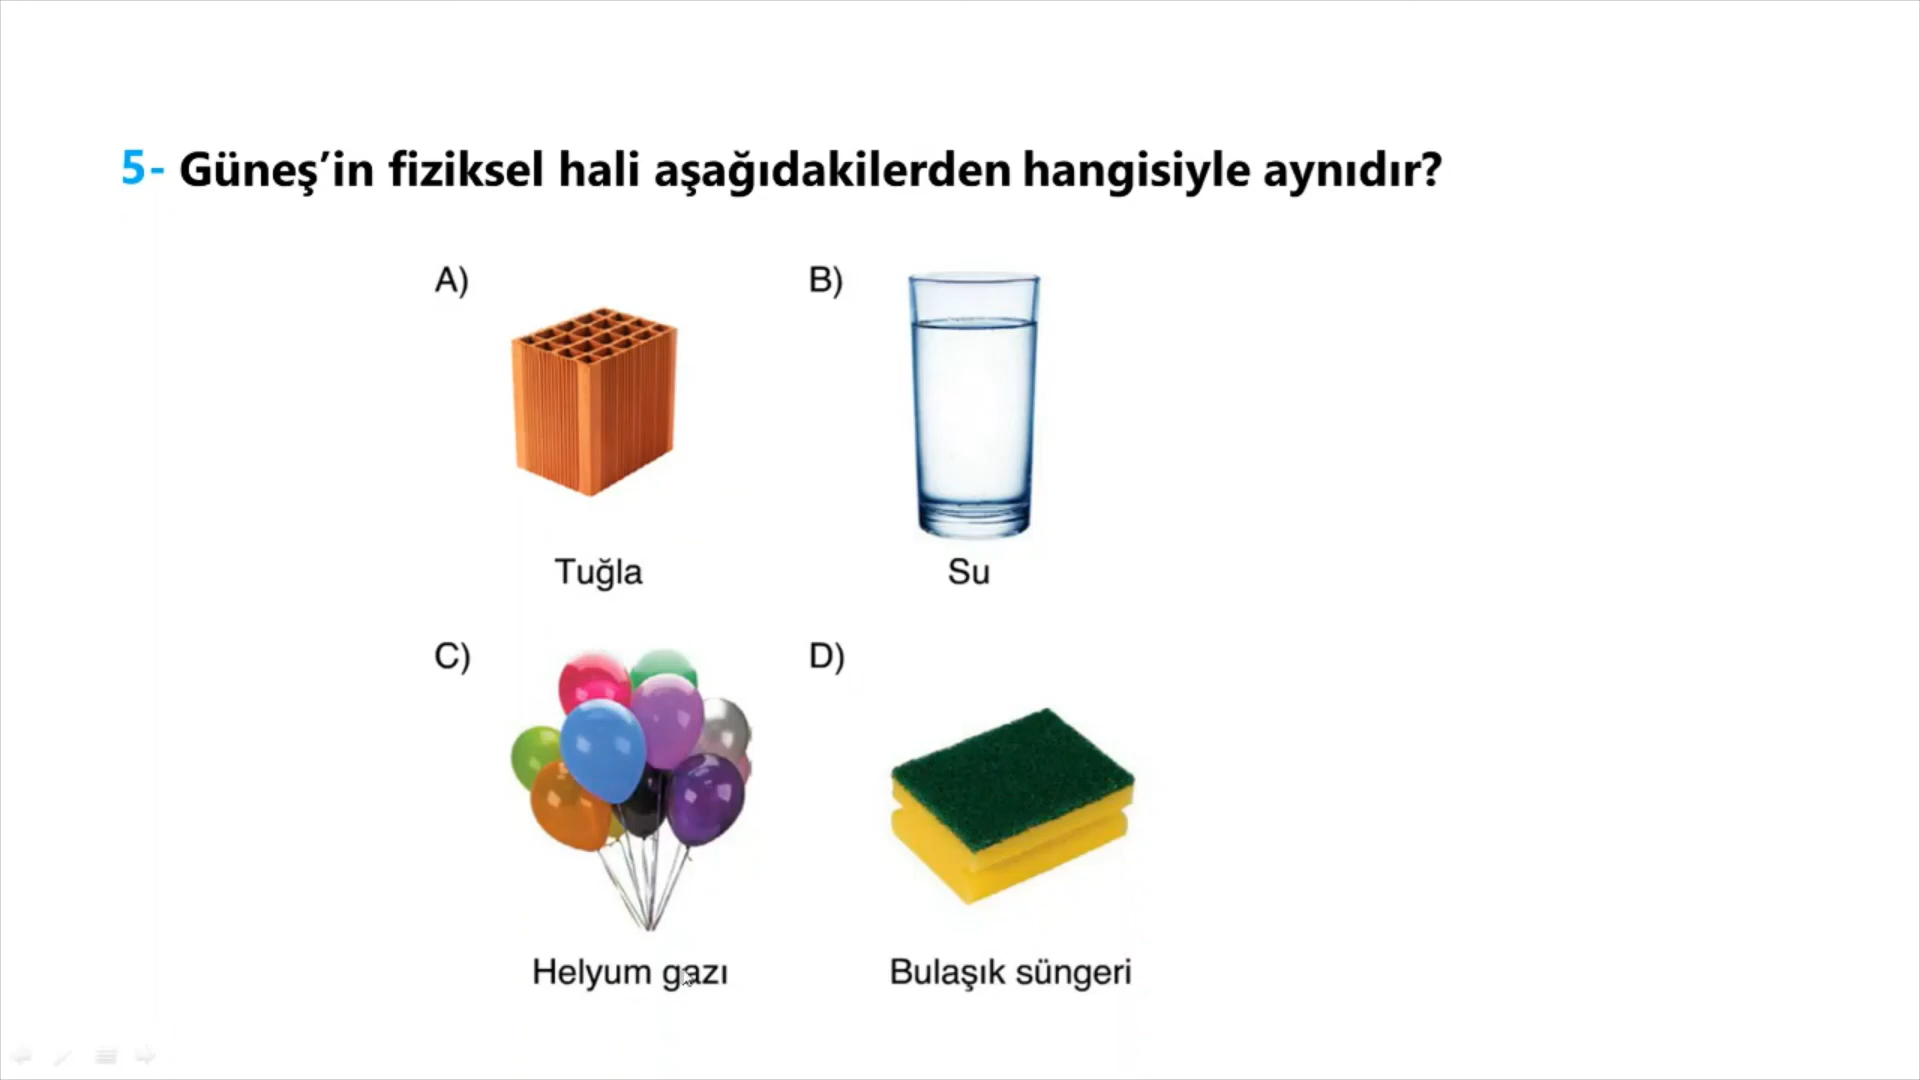 5- Güneş’in fiziksel hali aşağıdakilerden hangisiyle aynıdır?
A)
B)
Tuğla
Su
C)
D)
Helyum gazı
Bulaşık süngeri